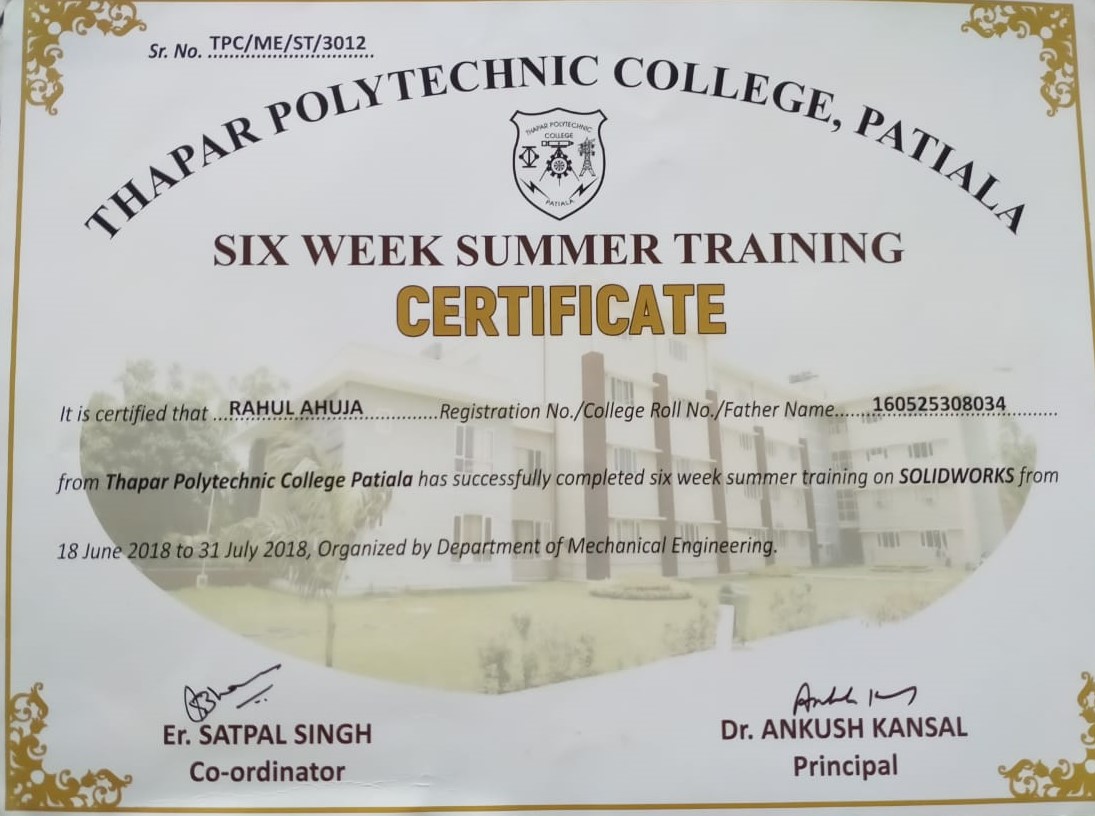 Sr. No. TPC/ME/ST/3012
THAPAR POLYTECHNIC COLLEGE, PATIALA
THAPAR POLYTECHNIC
COLLEGE
PATIALA
SIX WEEK SUMMER TRAINING
CERTIFICATE
It is certified that ...RAHUL AHUJA..............Registration No./College Roll No./Father Name.......160525308034..........
from Thapar Polytechnic College Patiala has successfully completed six week summer training on SOLIDWORKS from
18 June 2018 to 31 July 2018, Organized by Department of Mechanical Engineering.
Er. SATPAL SINGH
Co-ordinator
Dr. ANKUSH KANSAL
Principal